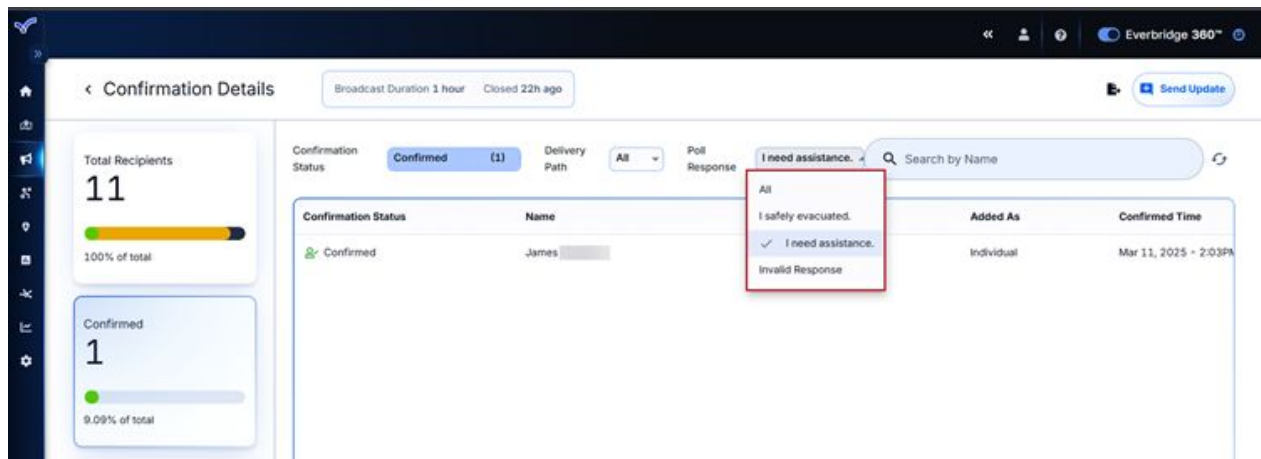 Everbridge 360™
Confirmation Details
Broadcast Duration 1 hour Closed 22h ago
Send Update
Total Recipients
11
100% of total
Confirmed
1
9.09% of total
Confirmation Status
Confirmed (1)
Delivery Path
All
Poll Response
I need assistance.
Search by Name
All
I safely evacuated.
I need assistance.
Invalid Response
Confirmation Status Name Added As Confirmed Time
Confirmed James Individual Mar 11, 2025 - 2:03PM